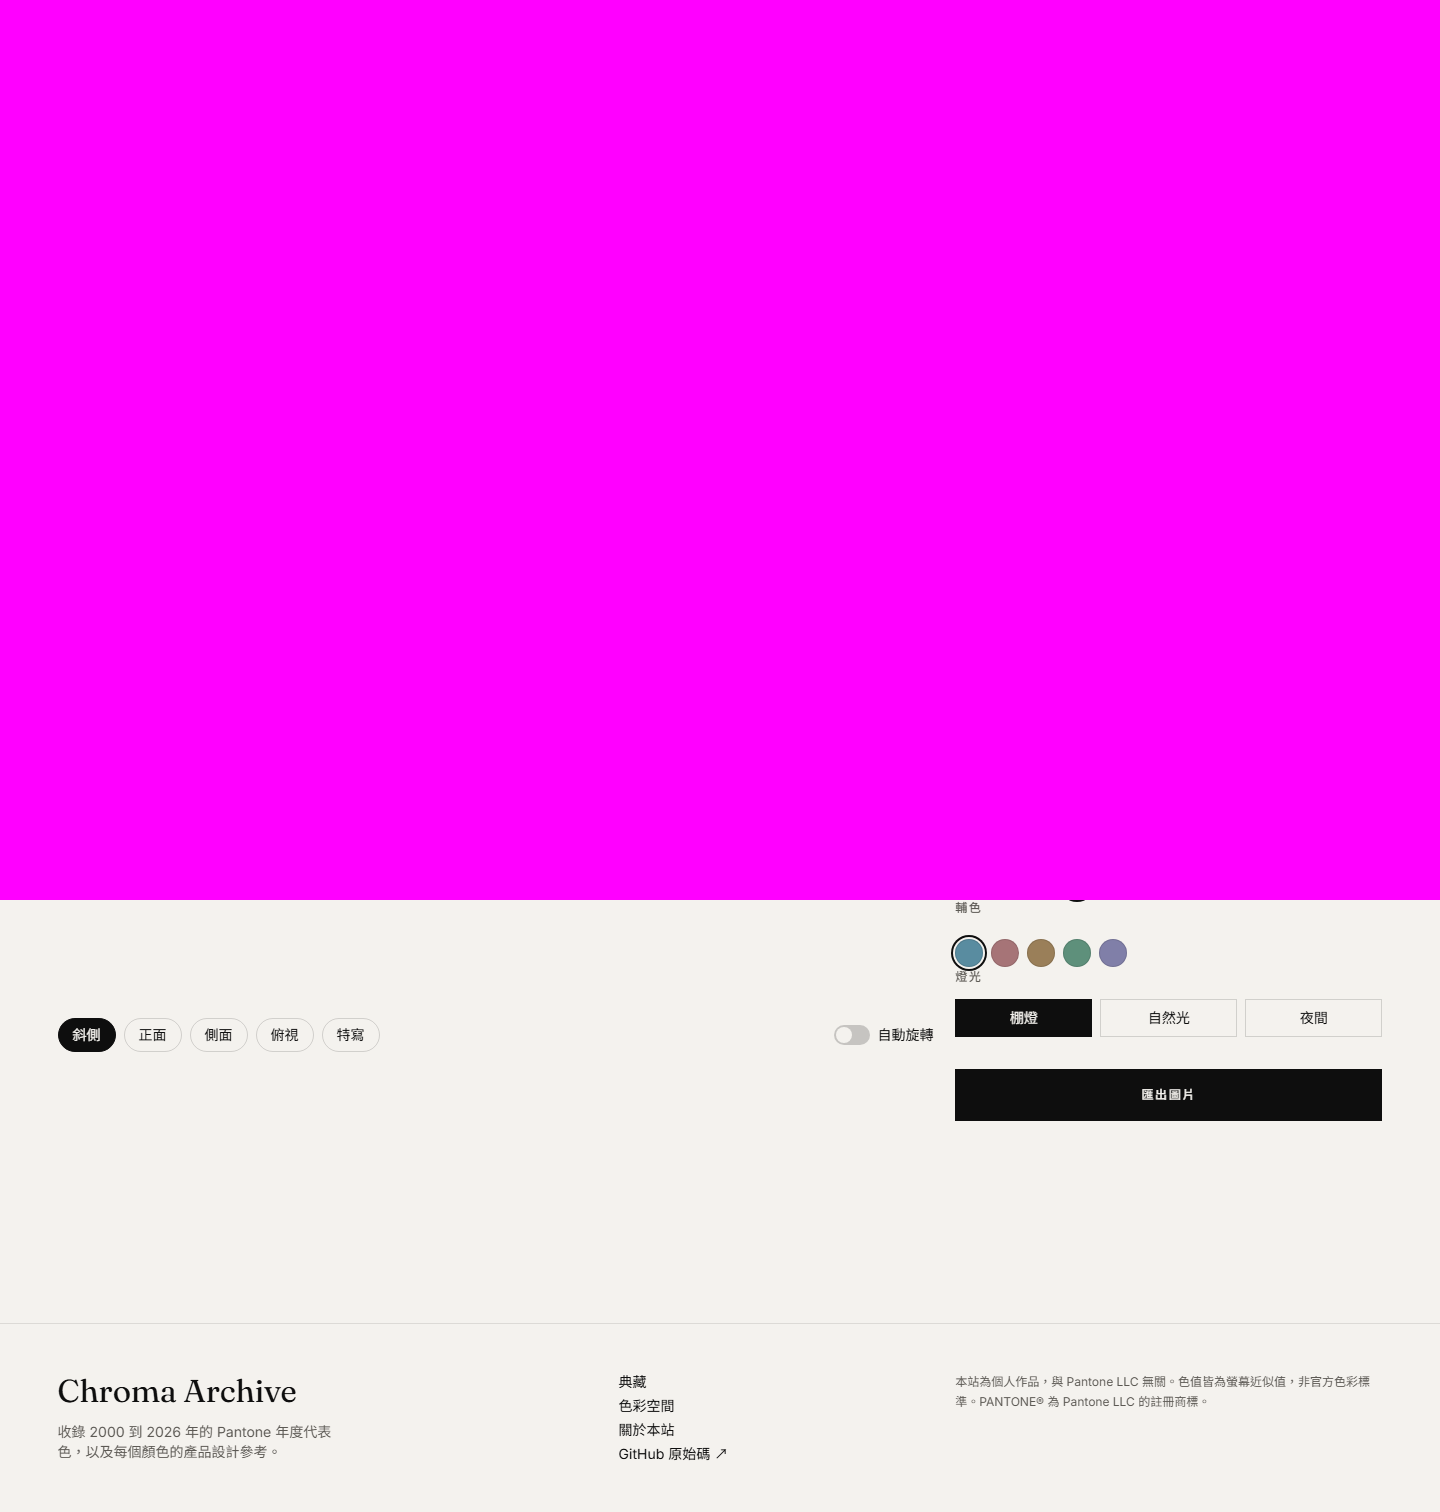 輔色
燈光
斜側
正面
側面
俯視
特寫
自動旋轉
棚燈
自然光
夜間
匯出圖片
Chroma Archive
收錄 2000 到 2026 年的 Pantone 年度代表
色，以及每個顏色的產品設計參考。
典藏
色彩空間
關於本站
GitHub 原始碼 ↗
本站為個人作品，與 Pantone LLC 無關。色值皆為螢幕近似值，非官方色彩標
準。PANTONE® 為 Pantone LLC 的註冊商標。